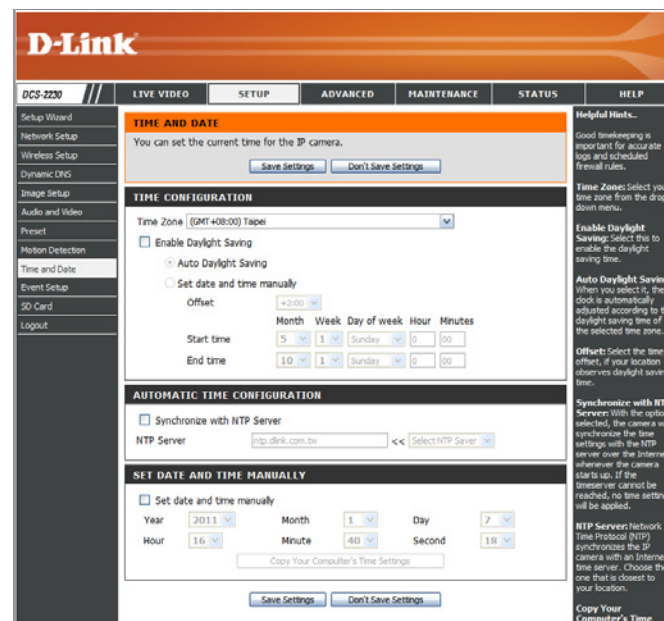 D-Link
DCS-2230
LIVE VIDEO
SETUP
ADVANCED
MAINTENANCE
STATUS
HELP
Setup Wizard
Network Setup
Wireless Setup
Dynamic DNS
Image Setup
Audio and Video
Preset
Motion Detection
Time and Date
Event Setup
SD Card
Logout
TIME AND DATE
You can set the current time for the IP camera.
Save Settings Don't Save Settings
TIME CONFIGURATION
Time Zone (GMT+08:00) Taipei
Enable Daylight Saving
Auto Daylight Saving
Set date and time manually
Offset +2:00
Month Week Day of week Hour Minutes
Start time 5 1 Sunday 0 00
End time 10 1 Sunday 0 00
AUTOMATIC TIME CONFIGURATION
Synchronize with NTP Server
NTP Server ntp.dlink.com.tw << Select NTP Saver
SET DATE AND TIME MANUALLY
Set date and time manually
Year 2011 Month 1 Day 7
Hour 16 Minute 40 Second 18
Copy Your Compulter's Time Settings
Save Settings Don't Save Settings
Helpful Hints..
Good timekeeping is
important for accurate
logs and scheduled
firewall rules.
Time Zone: Select you
time zone from the drop
down menu.
Enable Daylight
Saving: Select this to
enable the daylight
saving time.
Auto Daylight Savin
When you select it, the
clock is automatically
adjusted according to t
daylight saving time of
the selected time zone.
Offset: Select the time
offset, if your location
observes daylight savin
time.
Synchronize with NT
Server: With the optio
selected, the camera w
synchronize the time
settings with the NTP
server over the Interne
whenever the camera
starts up. If the
timeserver cannot be
reached, no time settin
will be applied.
NTP Server: Network
Time Protocol (NTP)
synchronizes the IP
camera with an Interne
time server. Choose the
one that is closest to
your location.
Copy Your
Computer's Time